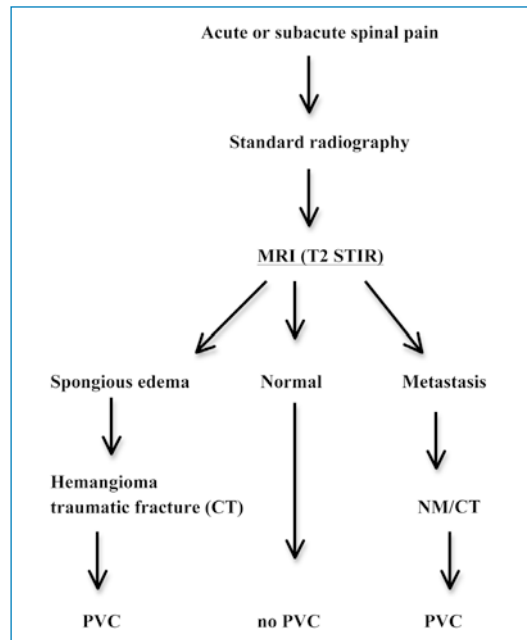 Acute or subacute spinal pain
Standard radiography
MRI (T2 STIR)
Spongious edema
Normal
Metastasis
Hemangioma
traumatic fracture (CT)
NM/CT
PVC
no PVC
PVC